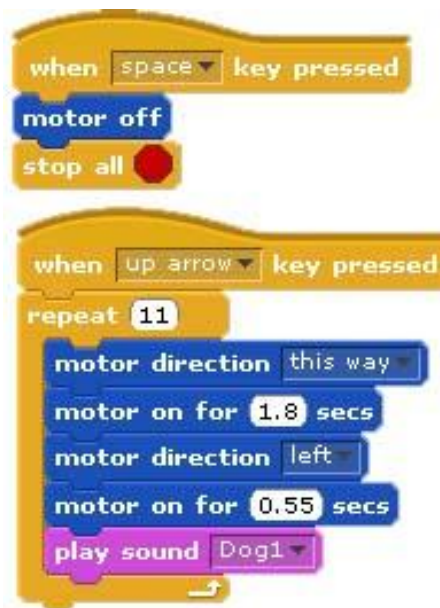 when space key pressed
motor off
stop all
when up arrow key pressed
repeat 11
motor direction this way
motor on for 1.8 secs
motor direction left
motor on for 0.55 secs
play sound Dog1